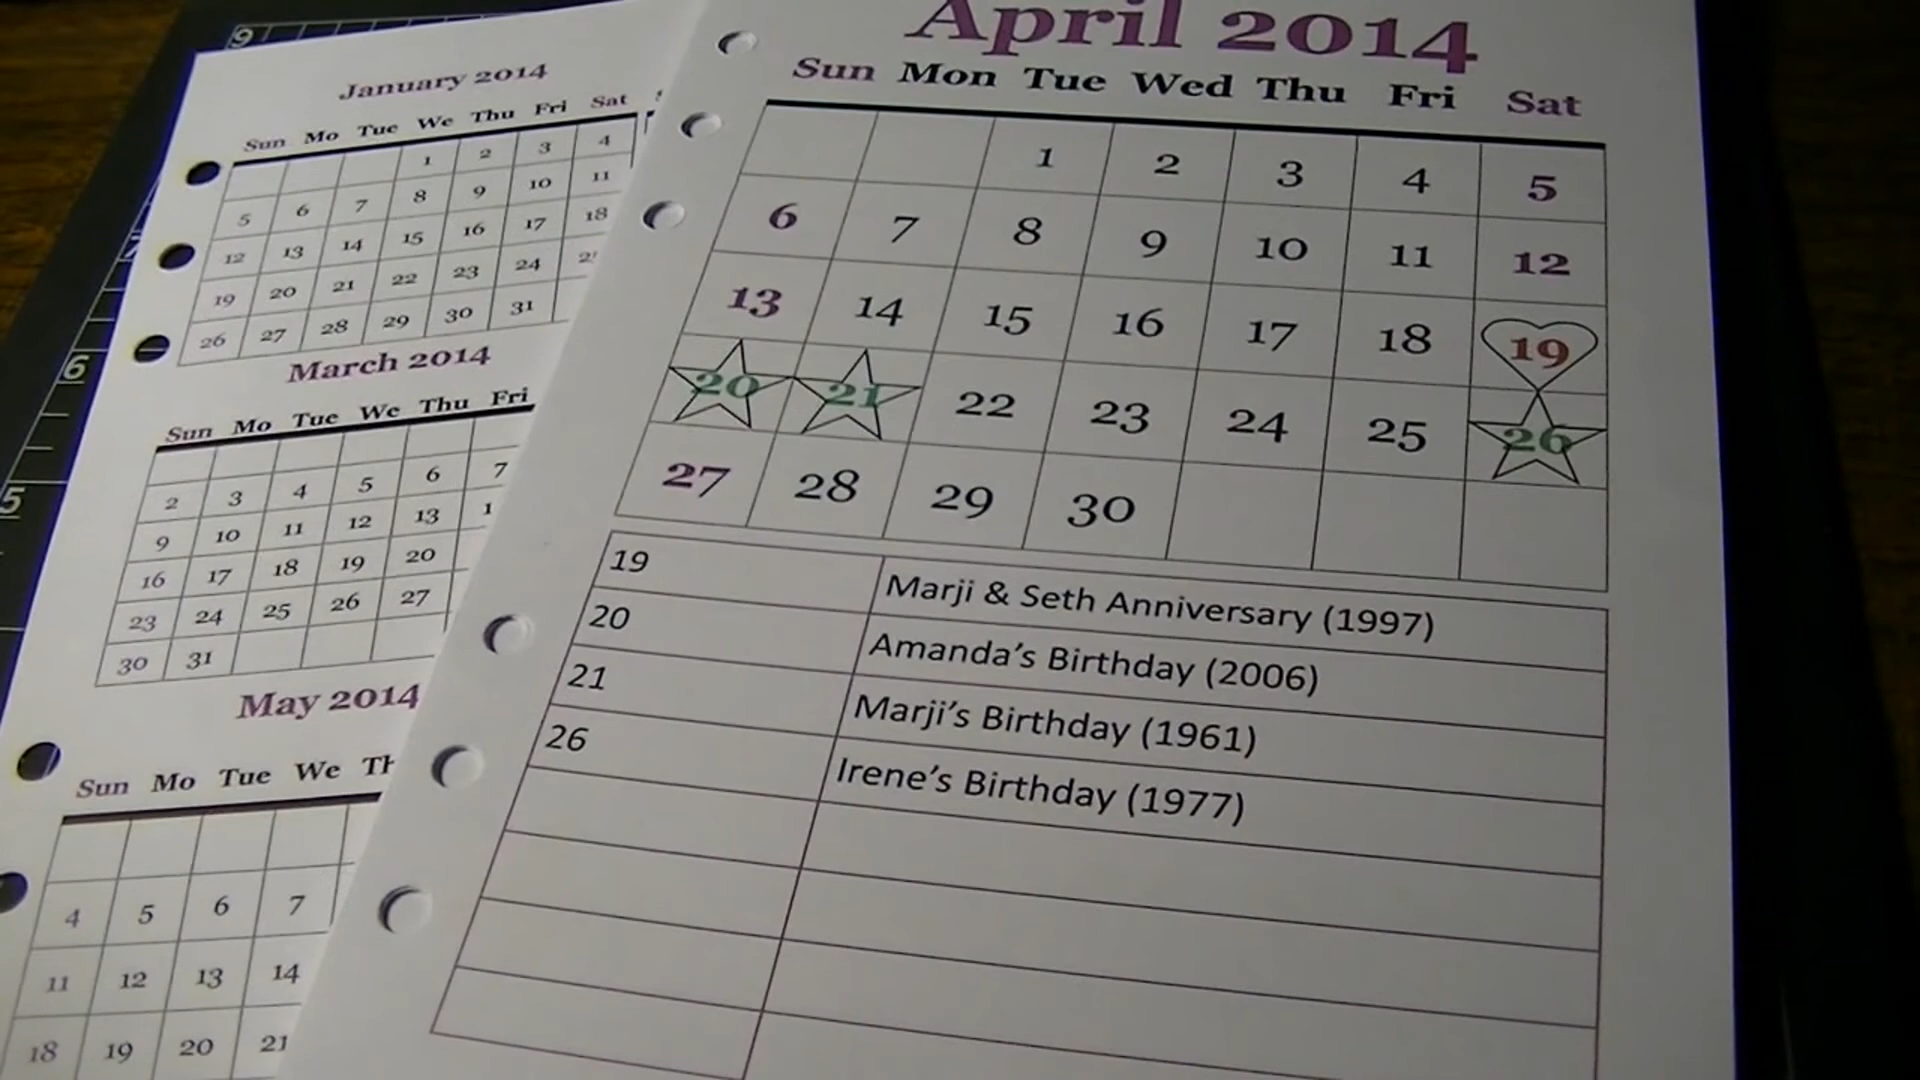 9
7
6
5
January 2014
Sun Mo Tue We Thu Fri Sat
1 2 3 4
5 6 7 8 9 10 11
12 13 14 15 16 17 18
19 20 21 22 23 24
26 27 28 29 30 31
March 2014
Sun Mo Tue We Thu Fri
2 3 4 5 6 7
9 10 11 12 13
16 17 18 19 20
23 24 25 26 27
30 31
May 2014
Sun Mo Tue We
4 5 6 7
11 12 13 14
18 19 20 21
April 2014
Sun Mon Tue Wed Thu Fri Sat
1 2 3 4 5
6 7 8 9 10 11 12
13 14 15 16 17 18 19
20 21 22 23 24 25 26
27 28 29 30
19 Marji & Seth Anniversary (1997)
20 Amanda’s Birthday (2006)
21 Marji’s Birthday (1961)
26 Irene’s Birthday (1977)